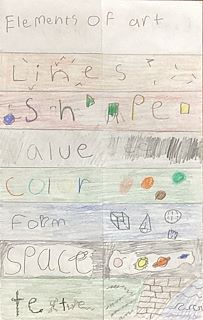 Elements of art
Lines
Shape
Value
Color
Form
Space
texture